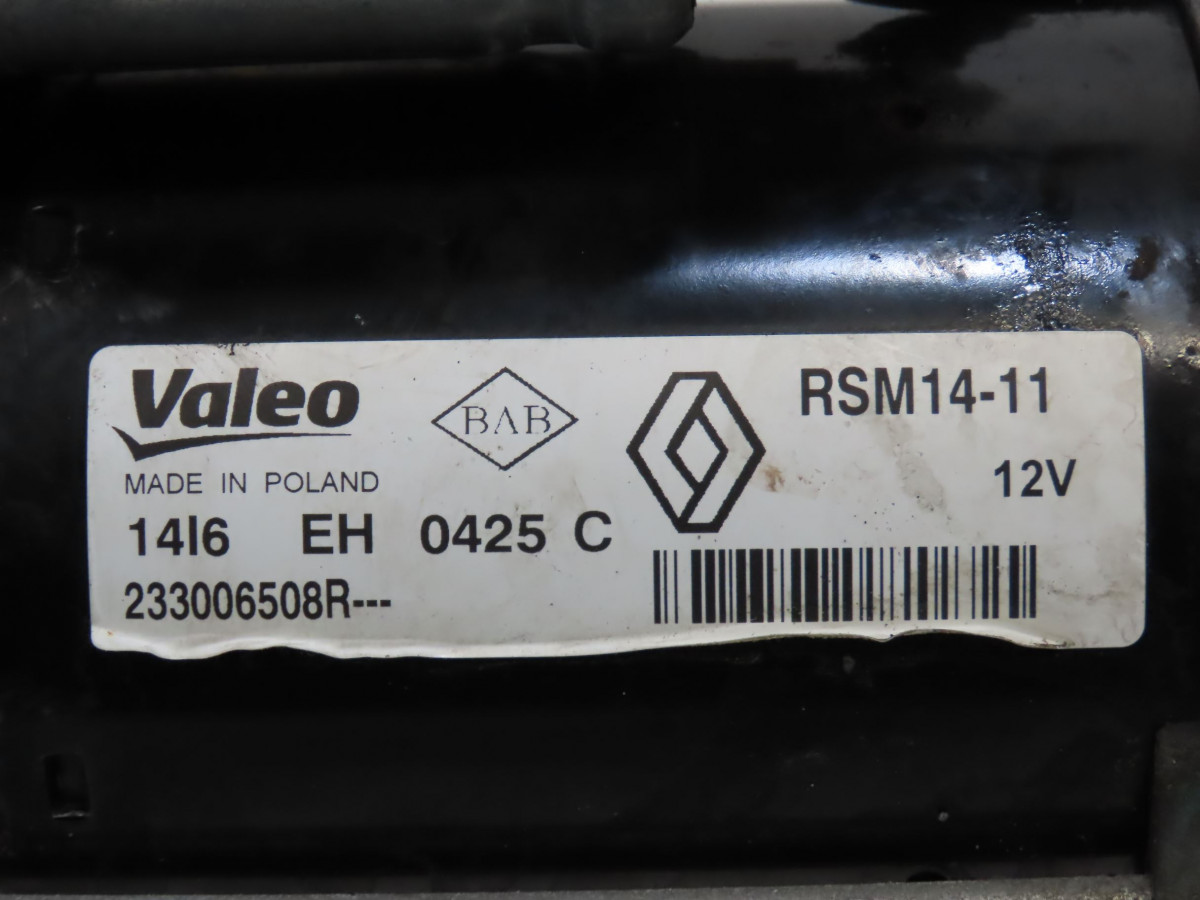 Valeo
BAB
RSM14-11
MADE IN POLAND
12V
14I6 EH 0425 C
233006508R---